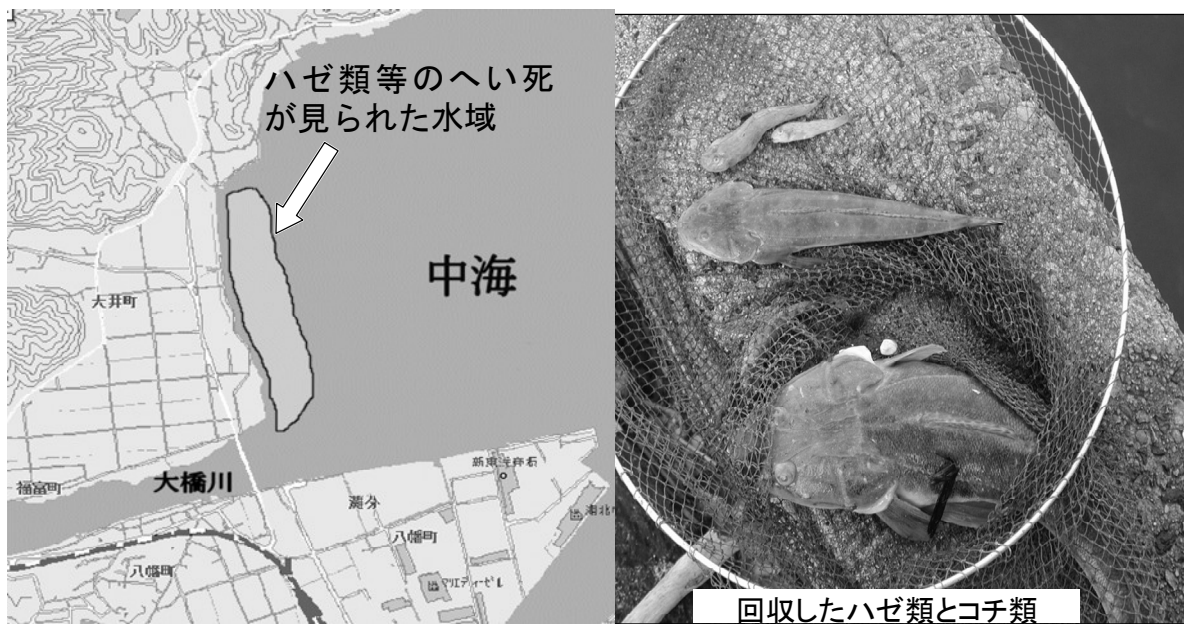 ハゼ類等のへい死
が見られた水域
中海
大井町
大橋川
福富町
八幡町
八幡町
回収したハゼ類とコチ類